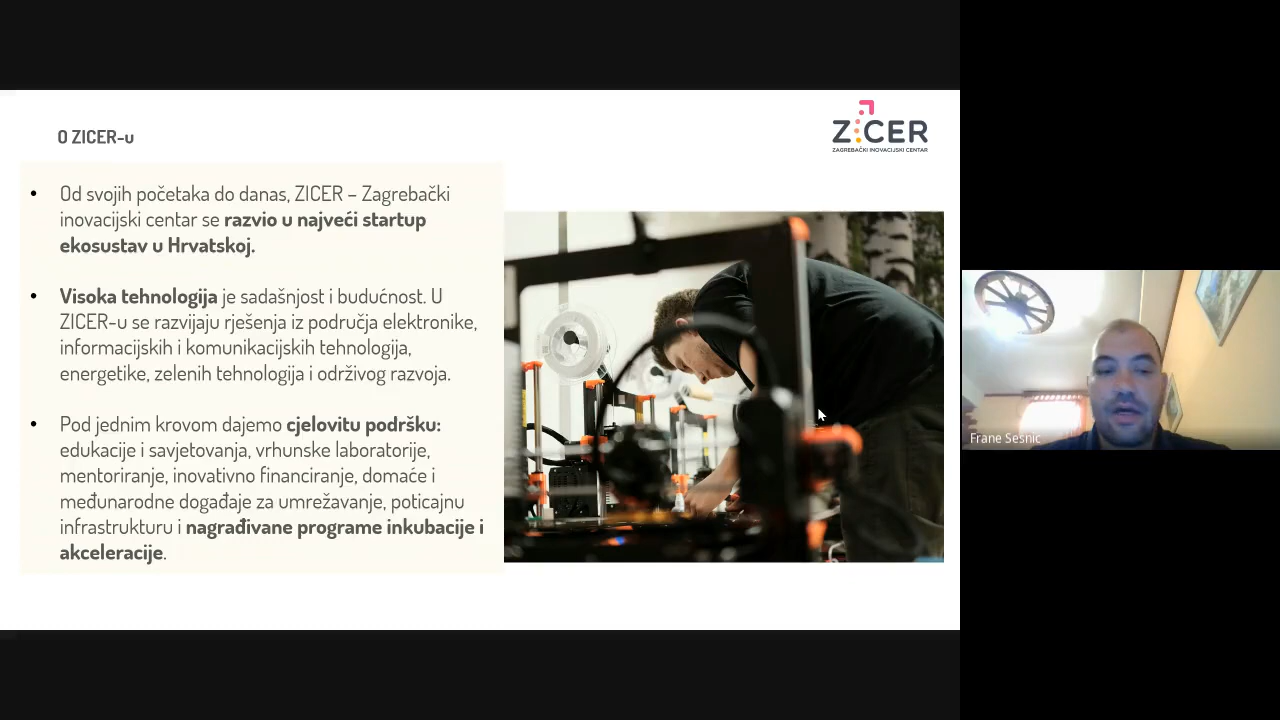 O ZICER-u
ZICER
ZAGREBAČKI INOVACIJSKI CENTAR
• Od svojih početaka do danas, ZICER – Zagrebački
inovacijski centar se razvio u najveći startup
ekosustav u Hrvatskoj.
• Visoka tehnologija je sadašnjost i budućnost. U
ZICER-u se razvijaju rješenja iz područja elektronike,
informacijskih i komunikacijskih tehnologija,
energetike, zelenih tehnologija i održivog razvoja.
• Pod jednim krovom dajemo cjelovitu podršku:
edukacije i savjetovanja, vrhunske laboratorije,
mentoriranje, inovativno financiranje, domaće i
međunarodne događaje za umrežavanje, poticajnu
infrastrukturu i nagrađivane programe inkubacije i
akceleracije.
Frane Sesnic